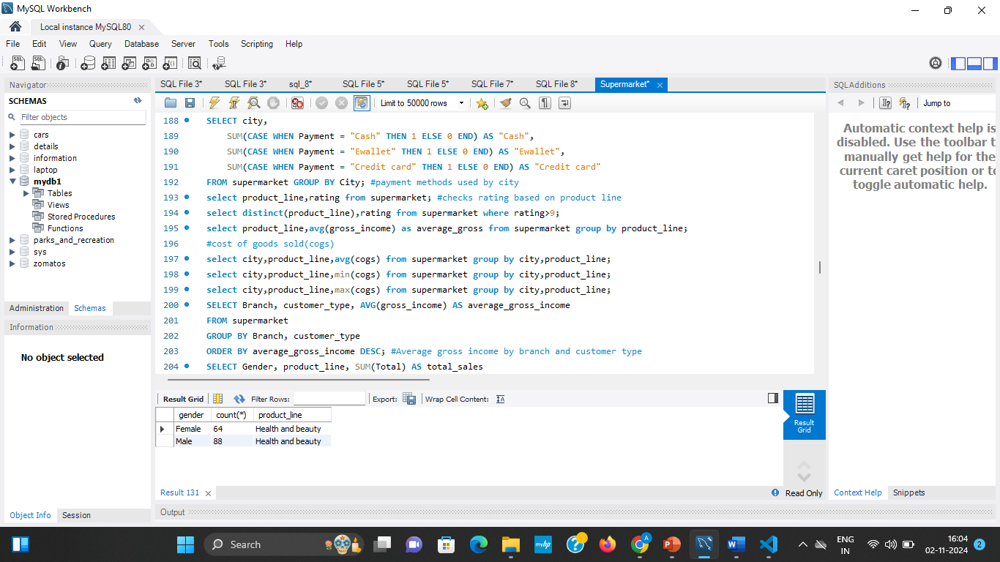 MySQL Workbench
Local instance MySQL80
File Edit View Query Database Server Tools Scripting Help
Navigator
SCHEMAS
Filter objects
cars
details
information
laptop
mydb1
Tables
Views
Stored Procedures
Functions
parks_and_recreation
sys
zomatos
Administration Schemas
Information
No object selected
Object Info Session
SQL File 3* SQL File 3* sql_8* SQL File 5* SQL File 5* SQL File 7* SQL File 8* Supermarket*
Limit to 50000 rows
188 SELECT city,
189 SUM(CASE WHEN Payment = "Cash" THEN 1 ELSE 0 END) AS "Cash",
190 SUM(CASE WHEN Payment = "Ewallet" THEN 1 ELSE 0 END) AS "Ewallet",
191 SUM(CASE WHEN Payment = "Credit card" THEN 1 ELSE 0 END) AS "Credit card"
192 FROM supermarket GROUP BY City; #payment methods used by city
193 select product_line,rating from supermarket; #checks rating based on product line
194 select distinct(product_line),rating from supermarket where rating>9;
195 select product_line,avg(gross_income) as average_gross from supermarket group by product_line;
196 #cost of goods sold(cogs)
197 select city,product_line,avg(cogs) from supermarket group by city,product_line;
198 select city,product_line,min(cogs) from supermarket group by city,product_line;
199 select city,product_line,max(cogs) from supermarket group by city,product_line;
200 SELECT Branch, customer_type, AVG(gross_income) AS average_gross_income
201 FROM supermarket
202 GROUP BY Branch, customer_type
203 ORDER BY average_gross_income DESC; #Average gross income by branch and customer type
204 SELECT Gender, product_line, SUM(Total) AS total_sales
Result Grid Filter Rows: Export: Wrap Cell Content:
gender count(*) product_line
Female 64 Health and beauty
Male 88 Health and beauty
Result Grid
Result 131 Read Only
Output
SQLAdditions
Jump to
Automatic context help is
disabled. Use the toolbar t
manually get help for the
current caret position or to
toggle automatic help.
Context Help Snippets
Search
ENG
IN
16:04
02-11-2024
2